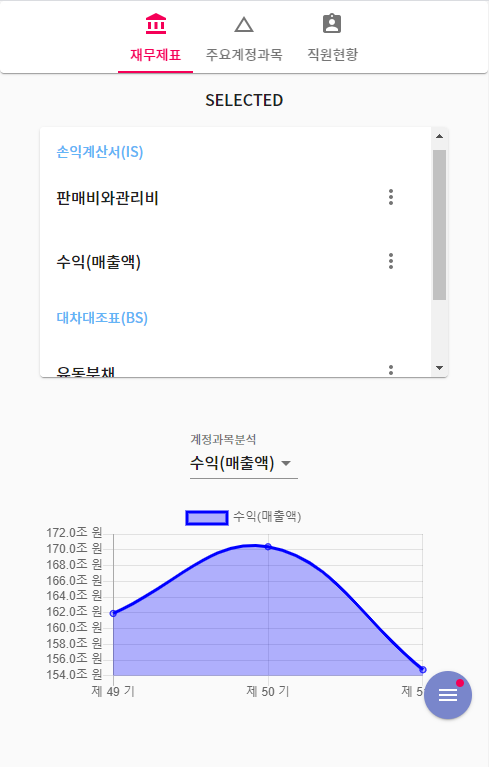 재무제표 주요계정과목 직원현황
SELECTED
손익계산서(IS)
판매비와관리비
수익(매출액)
대차대조표(BS)
유동부채
계정과목분석
수익(매출액)
수익(매출액)
172.0조 원
170.0조 원
168.0조 원
166.0조 원
164.0조 원
162.0조 원
160.0조 원
158.0조 원
156.0조 원
154.0조 원
제 49 기 제 50 기 제 5